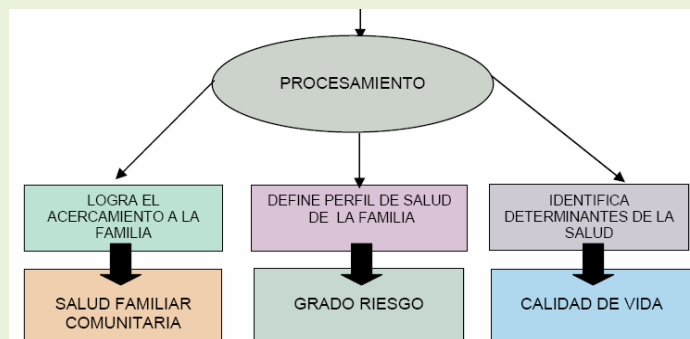 PROCESAMIENTO
LOGRA EL
ACERCAMIENTO A LA
FAMILIA
DEFINE PERFIL DE SALUD
DE LA FAMILIA
IDENTIFICA
DETERMINANTES DE LA
SALUD
SALUD FAMILIAR
COMUNITARIA
GRADO RIESGO
CALIDAD DE VIDA